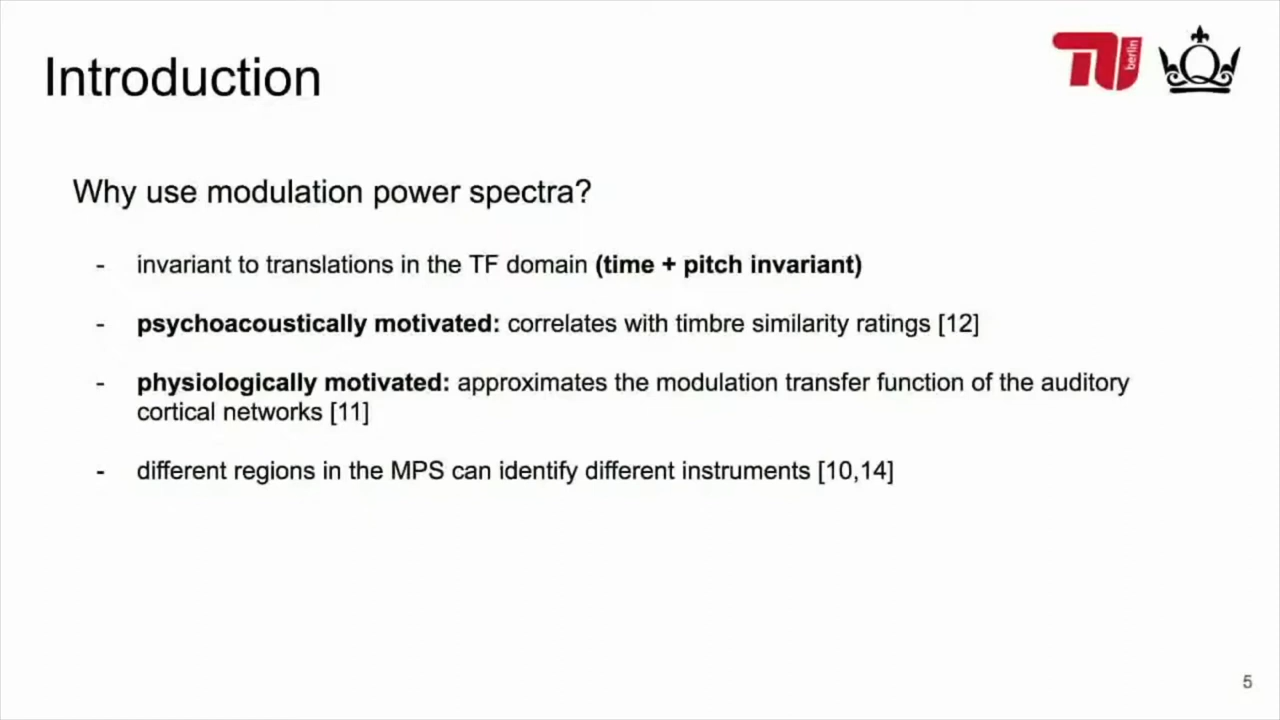 Introduction
berlin
Why use modulation power spectra?
- invariant to translations in the TF domain (time + pitch invariant)
- psychoacoustically motivated: correlates with timbre similarity ratings [12]
- physiologically motivated: approximates the modulation transfer function of the auditory
cortical networks [11]
- different regions in the MPS can identify different instruments [10,14]
5